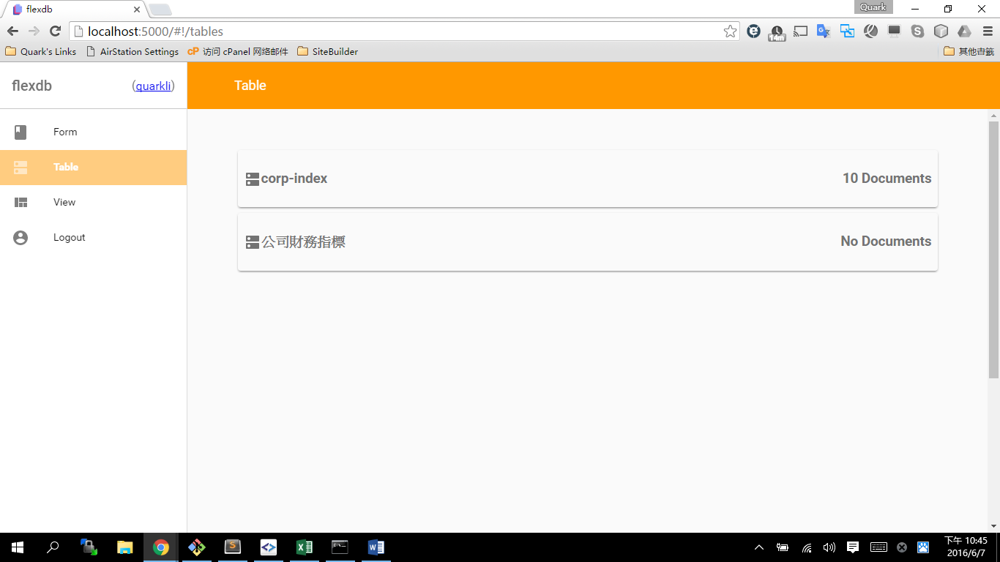 flexdb
Quark
localhost:5000/#!/tables
14m
Quark's Links
AirStation Settings
cP 访问 cPanel 网络邮件
SiteBuilder
其他書籤
flexdb
(quarkli)
Table
Form
Table
View
Logout
corp-index
10 Documents
公司財務指標
No Documents
下午 10:45
2016/6/7